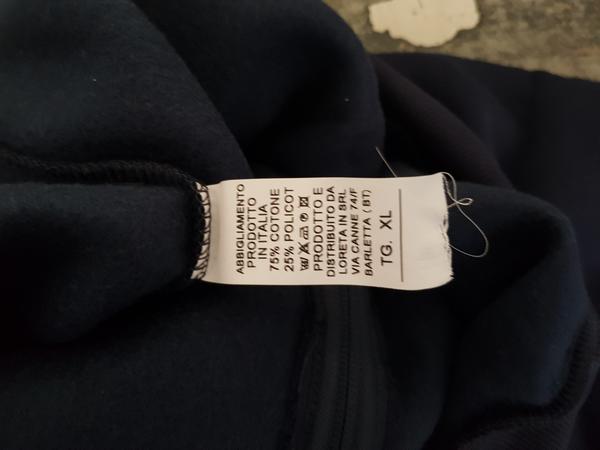 ABBIGLIAMENTO
PRODOTTO
IN ITALIA
75% COTONE
25% POLICOT
PRODOTTO E
DISTRIBUITO DA
LORETA IN SRL
VIA CANNE 74/F
BARLETTA (BT)
TG. XL